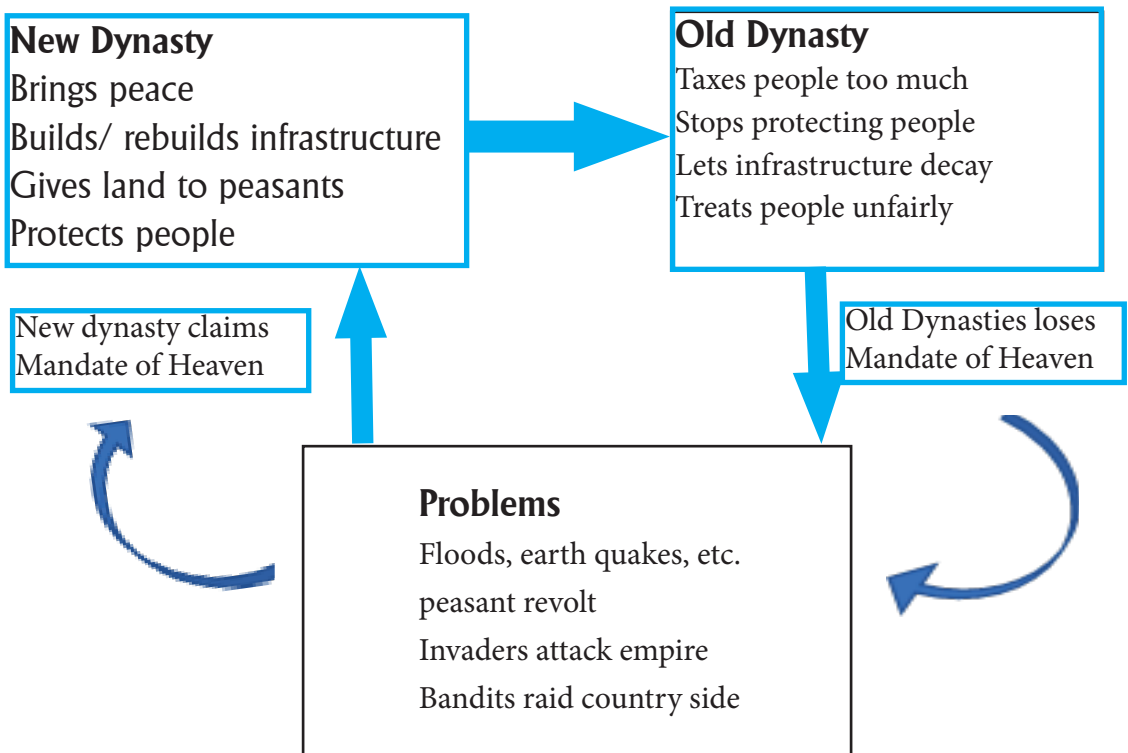 New Dynasty
Brings peace
Builds/ rebuilds infrastructure
Gives land to peasants
Protects people
Old Dynasty
Taxes people too much
Stops protecting people
Lets infrastructure decay
Treats people unfairly
Old Dynasties loses
Mandate of Heaven
Problems
Floods, earth quakes, etc.
peasant revolt
Invaders attack empire
Bandits raid country side
New dynasty claims
Mandate of Heaven